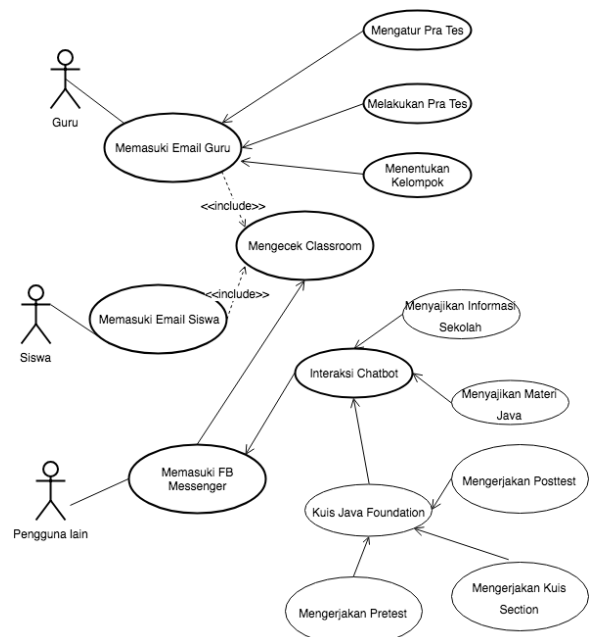 Mengatur Pra Tes
Guru
Melakukan Pra Tes
Memasuki Email Guru
Menentukan
Kelompok
<<include>>
Mengecek Classroom
<<include>>
Menyajikan Informasi
Sekolah
Memasuki Email Siswa
Siswa
Interaksi Chatbot
Menyajikan Materi
Java
Memasuki FB
Messenger
Mengerjakan Posttest
Kuis Java Foundation
Pengguna lain
Mengerjakan Kuis
Section
Mengerjakan Pretest